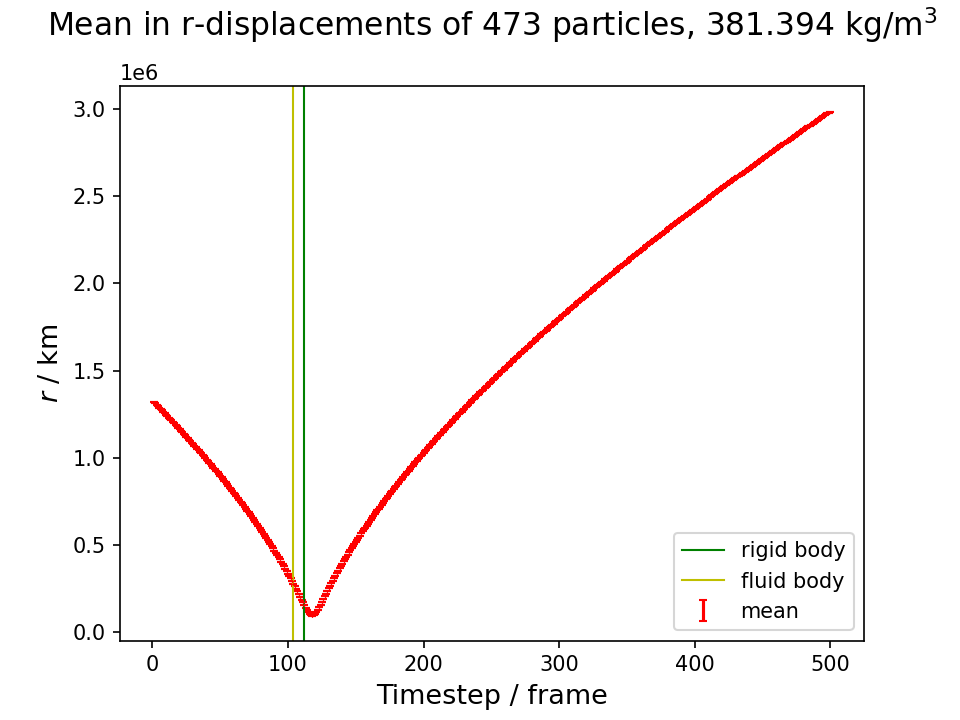 Mean in r-displacements of 473 particles, 381.394 kg/m³
1e6
3.0
2.5
2.0
1.5
1.0
0.5
0.0
r / km
0 100 200 300 400 500
Timestep / frame
rigid body
fluid body
mean